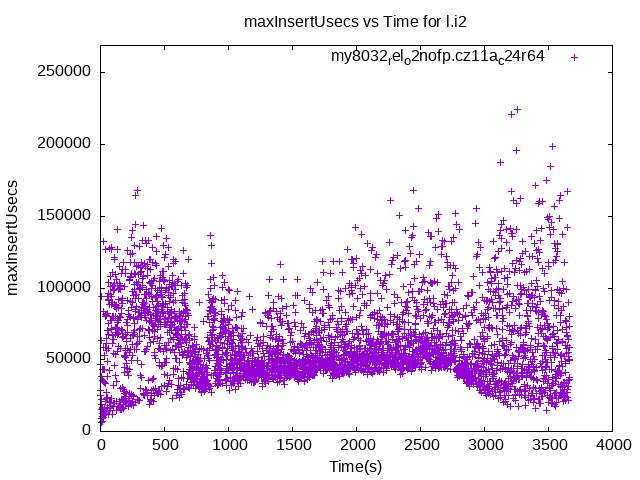 maxInsertUsecs vs Time for l.i2
my8032rel_o2nofp.cz11a_c24r64
250000
200000
150000
100000
50000
0
maxInsertUsecs
0 500 1000 1500 2000 2500 3000 3500 4000
Time(s)